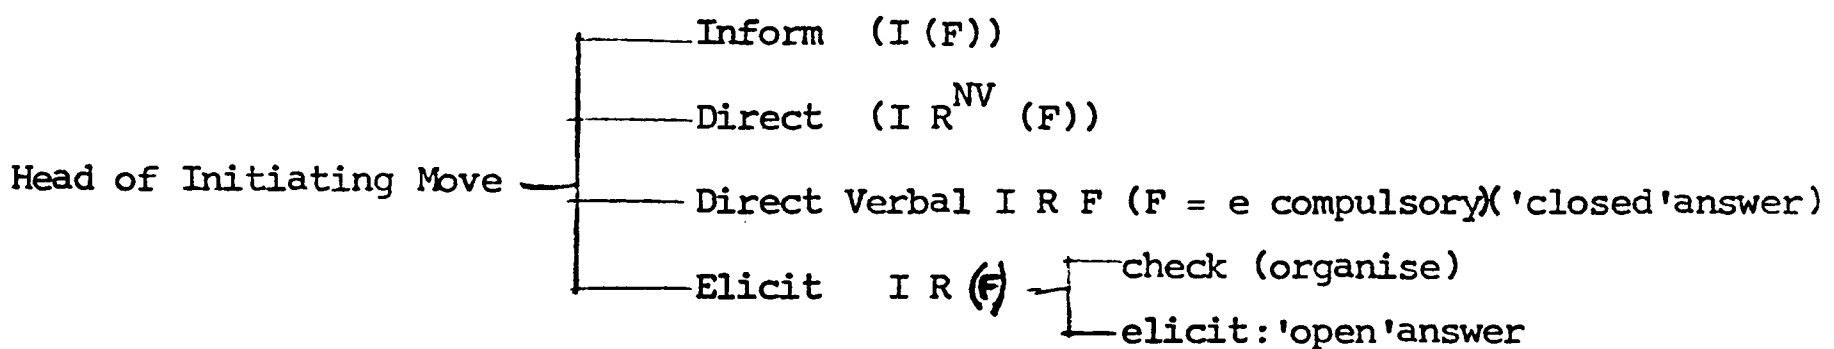 Inform (I (F))
Direct (I R^NV (F))
Head of Initiating Move
Direct Verbal I R F (F = e compulsory)('closed'answer)
check (organise)
Elicit I R (F)
elicit:'open'answer